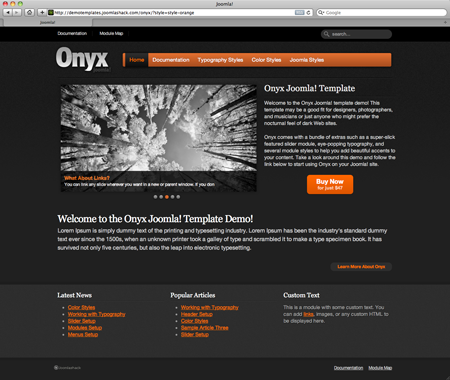 Joomla!
http://demotemplates.joomlashack.com/onyx/?style=style-orange
Joomla!
Documentation Module Map
search...
Onyx
Home Documentation Typography Styles Color Styles Joomla Styles
Onyx Joomla! Template
Welcome to the Onyx Joomla! template demo! This
template may be a good fit for designers, photographers,
and musicians or just anyone who might prefer the
nocturnal feel of dark Web sites.
Onyx comes with a bundle of extras such as a super-slick
featured slider module, eye-popping typography, and
several module styles to help you add beautiful accents to
your content. Take a look around this demo and follow the
link below to start using Onyx on your Joomla! site.
What About Links?
You can link any slide wherever you want in a new or parent window. If you don
Buy Now
for just $47
Welcome to the Onyx Joomla! Template Demo!
Lorem Ipsum is simply dummy text of the printing and typesetting industry. Lorem Ipsum has been the industry's standard dummy
text ever since the 1500s, when an unknown printer took a galley of type and scrambled it to make a type specimen book. It has
survived not only five centuries, but also the leap into electronic typesetting.
Learn More About Onyx
Latest News
Color Styles
Working with Typography
Slider Setup
Modules Setup
Menus Setup
Popular Articles
Working with Typography
Header Setup
Color Styles
Sample Article Three
Slider Setup
Custom Text
This is a module with some custom text. You
can add links, images, or any custom HTML to
be displayed here.
joomlashack
Documentation Module Map